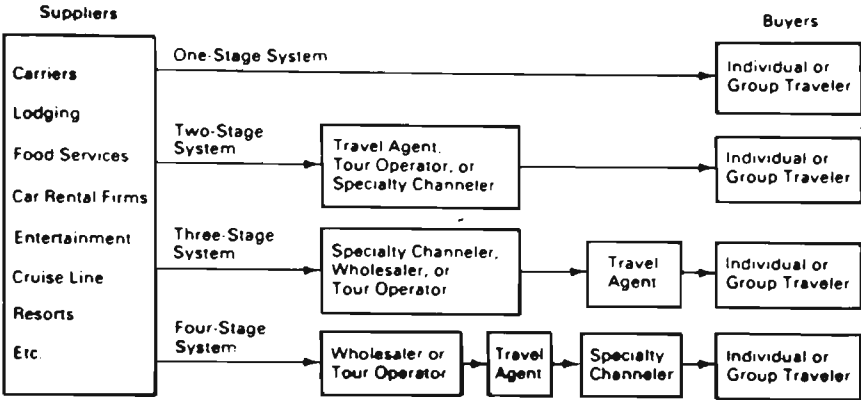 Suppliers
Buyers
Carriers
Lodging
Food Services
Car Rental Firms
Entertainment
Cruise Line
Resorts
Etc.
One-Stage System
Individual or
Group Traveler
Two-Stage
System
Travel Agent,
Tour Operator, or
Specialty Channeler
Individual or
Group Traveler
Three-Stage
System
Specialty Channeler,
Wholesaler, or
Tour Operator
Travel
Agent
Individual or
Group Traveler
Four-Stage
System
Wholesaler or
Tour Operator
Travel
Agent
Specialty
Channeler
Individual or
Group Traveler